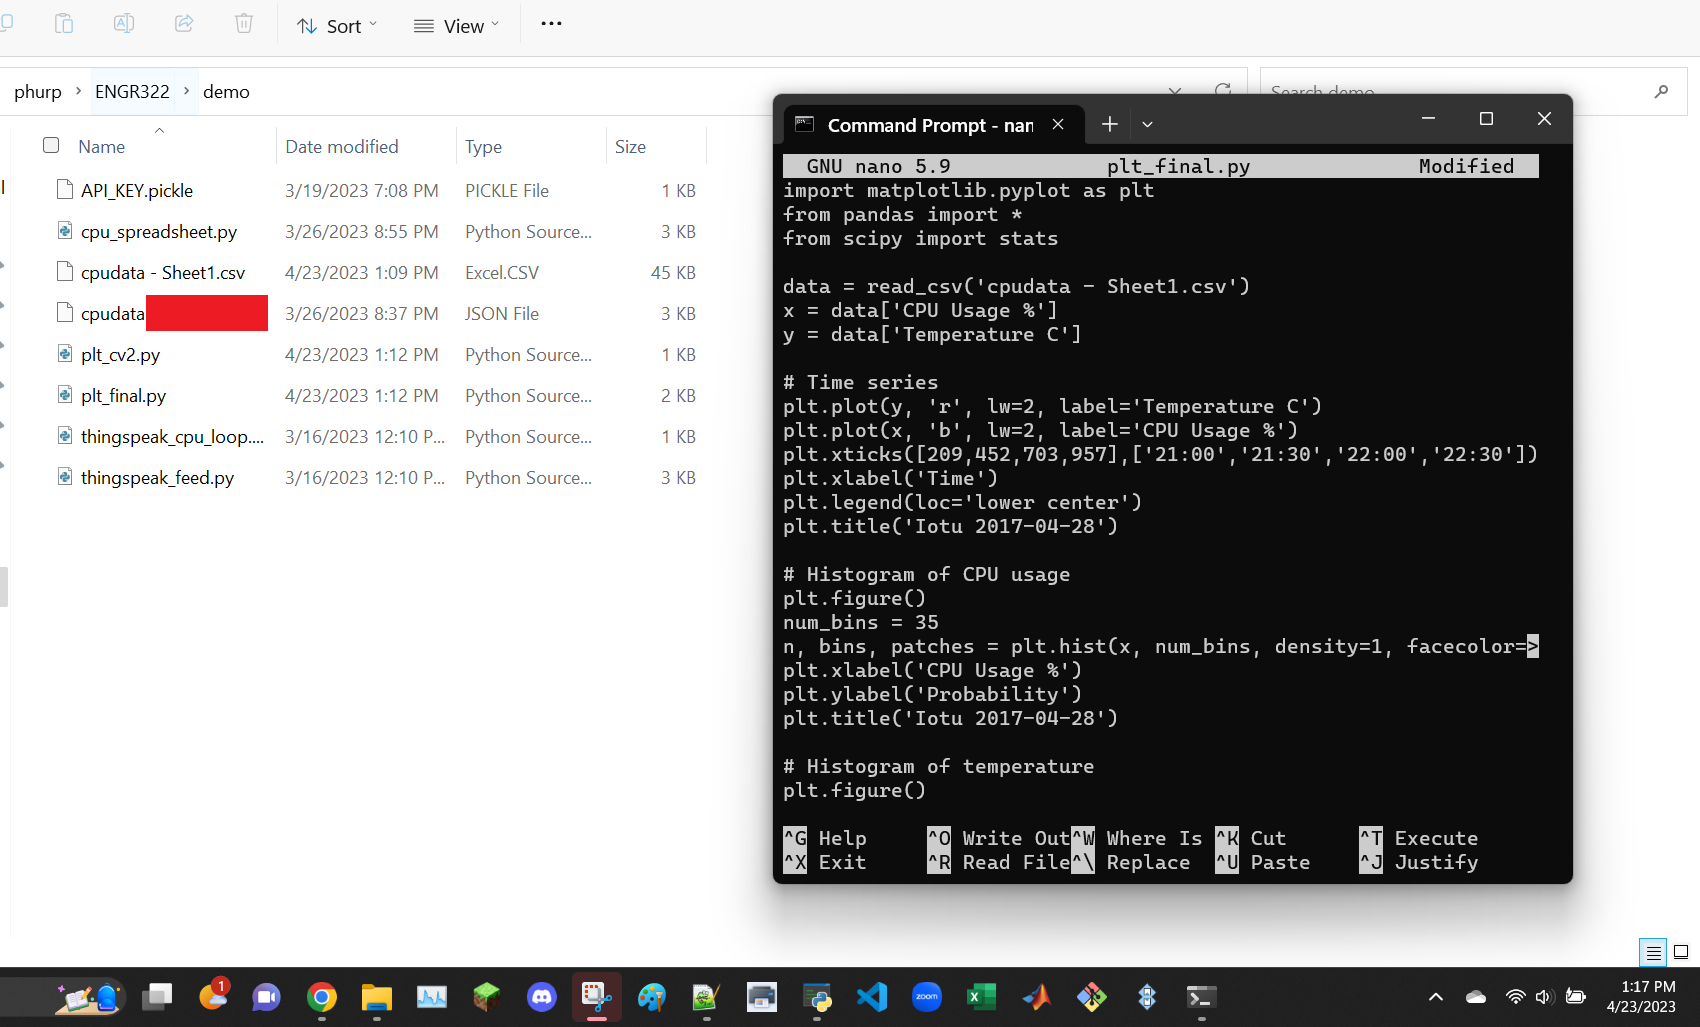 Sort
View
phurp > ENGR322 > demo
Search demo
Name
Date modified
Type
Size
API_KEY.pickle 3/19/2023 7:08 PM PICKLE File 1 KB
cpu_spreadsheet.py 3/26/2023 8:55 PM Python Source... 3 KB
cpudata - Sheet1.csv 4/23/2023 1:09 PM Excel.CSV 45 KB
cpudata 3/26/2023 8:37 PM JSON File 3 KB
plt_cv2.py 4/23/2023 1:12 PM Python Source... 1 KB
plt_final.py 4/23/2023 1:12 PM Python Source... 2 KB
thingspeak_cpu_loop.... 3/16/2023 12:10 P... Python Source... 1 KB
thingspeak_feed.py 3/16/2023 12:10 P... Python Source... 3 KB
Command Prompt - nan
GNU nano 5.9 plt_final.py Modified
import matplotlib.pyplot as plt
from pandas import *
from scipy import stats
data = read_csv('cpudata - Sheet1.csv')
x = data['CPU Usage %']
y = data['Temperature C']
# Time series
plt.plot(y, 'r', lw=2, label='Temperature C')
plt.plot(x, 'b', lw=2, label='CPU Usage %')
plt.xticks([209,452,703,957],['21:00','21:30','22:00','22:30'])
plt.xlabel('Time')
plt.legend(loc='lower center')
plt.title('Iotu 2017-04-28')
# Histogram of CPU usage
plt.figure()
num_bins = 35
n, bins, patches = plt.hist(x, num_bins, density=1, facecolor=>
plt.xlabel('CPU Usage %')
plt.ylabel('Probability')
plt.title('Iotu 2017-04-28')
# Histogram of temperature
plt.figure()
^G Help ^O Write Out ^W Where Is ^K Cut ^T Execute
^X Exit ^R Read File ^\ Replace ^U Paste ^J Justify
1
zoom
1:17 PM
4/23/2023